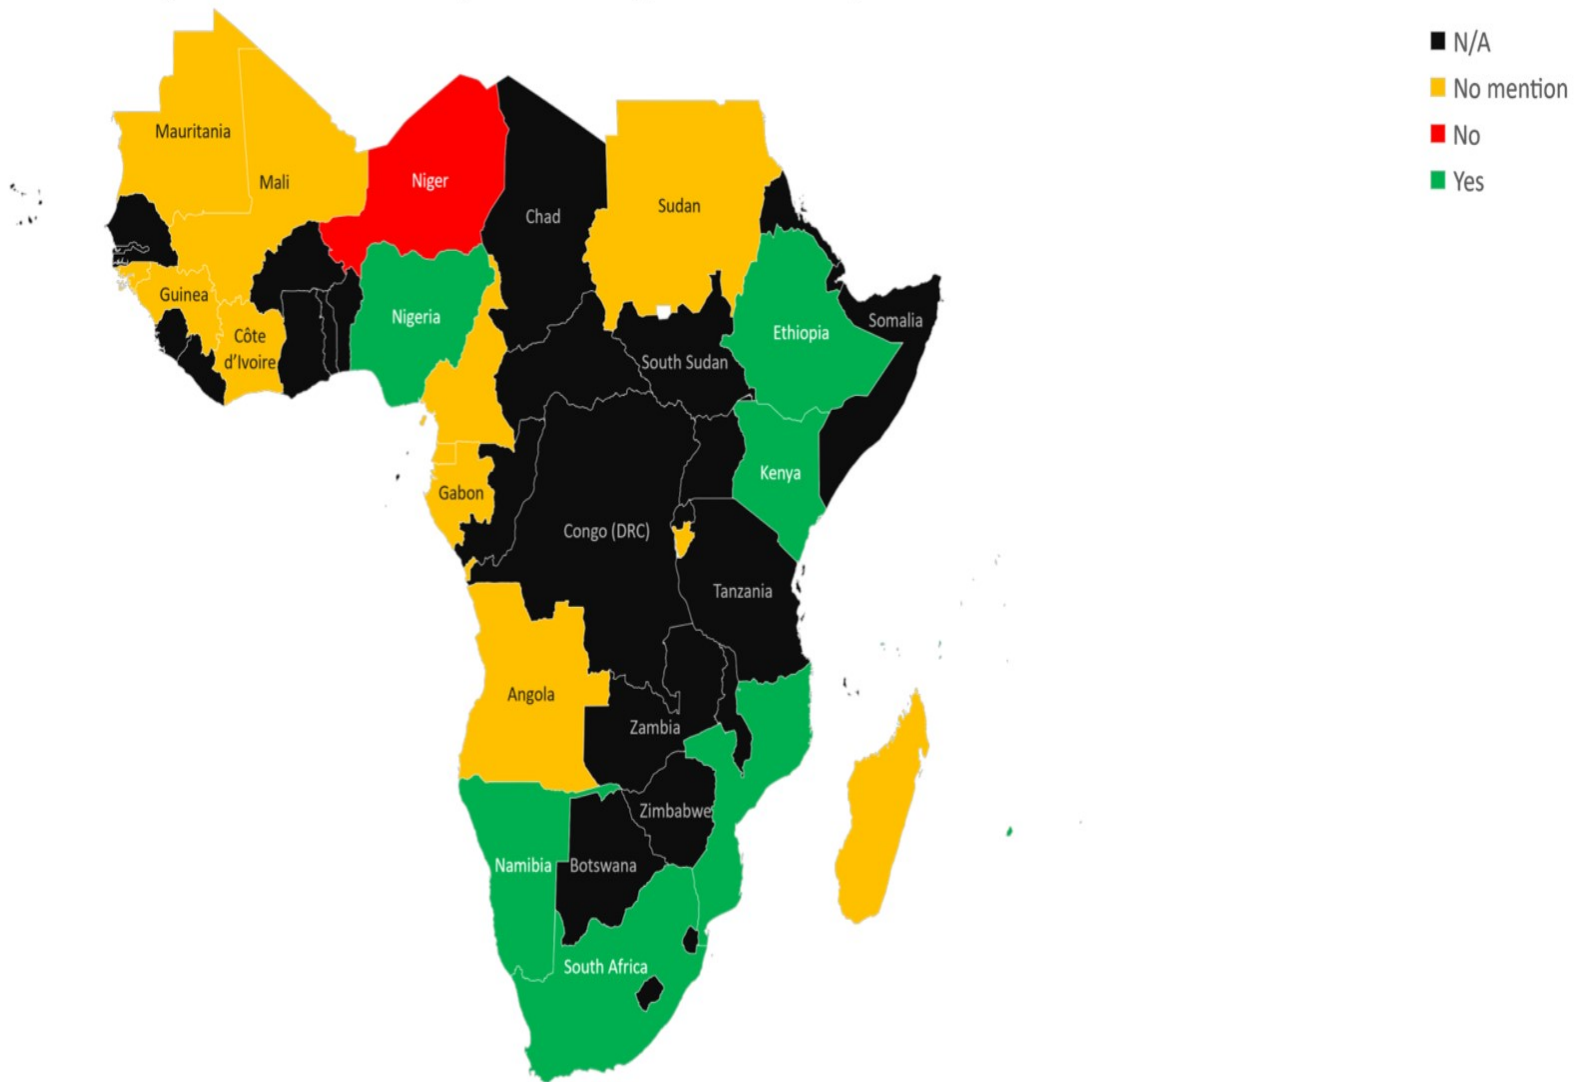 N/A
No mention
No
Yes
Mauritania
Mali
Niger
Chad
Sudan
Guinea
Nigeria
Côte
d'Ivoire
Ethiopia
Somalia
South Sudan
Kenya
Gabon
Congo (DRC)
Tanzania
Angola
Zambia
Zimbabwe
Namibia
Botswana
South Africa